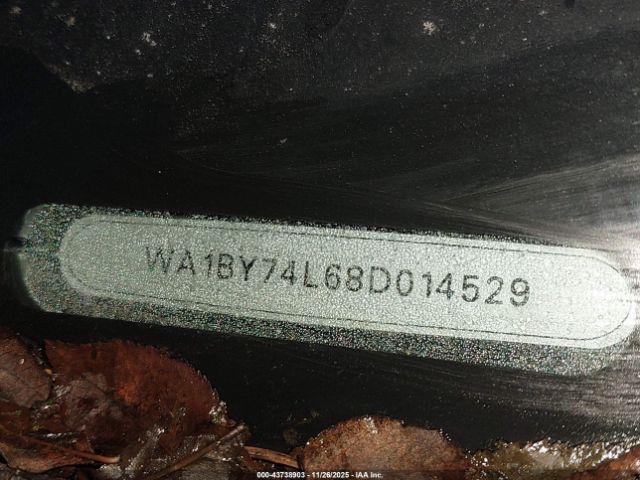 WA1BY74L68D014529
000-43738903 - 11/26/2025 - IAA Inc.